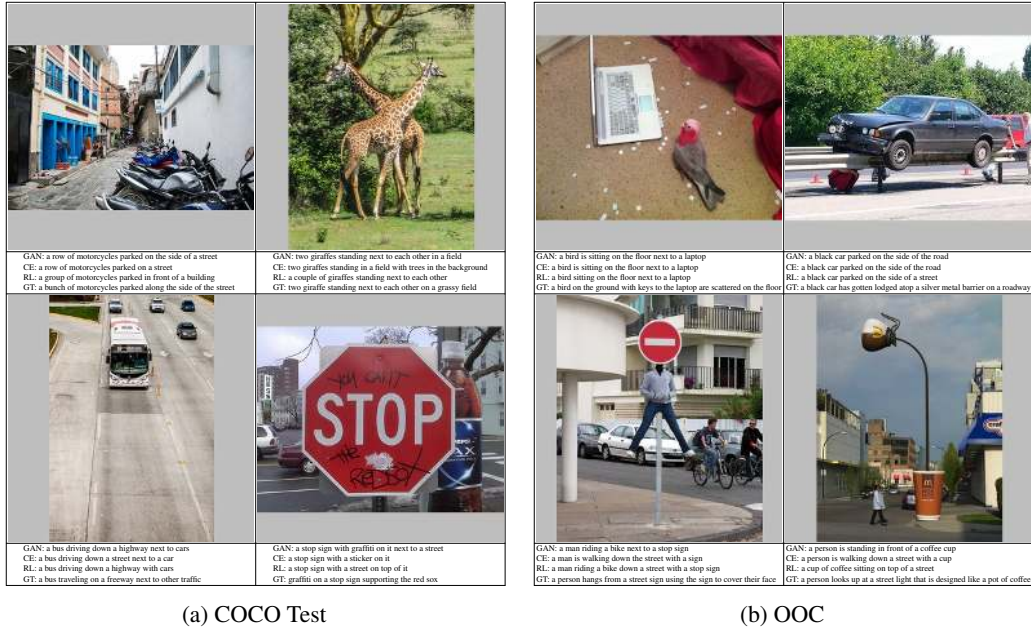 GAN: a row of motorcycles parked on the side of a street
CE: a row of motorcycles parked on a street
RL: a group of motorcycles parked in front of a building
GT: a bunch of motorcycles parked along the side of the street
GAN: two giraffes standing next to each other in a field
CE: two giraffes standing in a field with trees in the background
RL: a couple of giraffes standing next to each other
GT: two giraffe standing next to each other on a grassy field
YOU CAN'T
STOP
THE
RED SOX
PEPSI
AX
GAN: a bus driving down a highway next to cars
CE: a bus driving down a street next to a car
RL: a bus driving down a highway with cars
GT: a bus traveling on a freeway next to other traffic
GAN: a stop sign with graffiti on it next to a street
CE: a stop sign with a sticker on it
RL: a stop sign with a street on top of it
GT: graffiti on a stop sign supporting the red sox
(a) COCO Test
GAN: a bird is sitting on the floor next to a laptop
CE: a bird is sitting on the floor next to a laptop
RL: a bird sitting on the floor next to a laptop
GT: a bird on the ground with keys to the laptop are scattered on the floor
GAN: a black car parked on the side of the road
CE: a black car parked on the side of the road
RL: a black car parked on the side of a street
GT: a black car has gotten lodged atop a silver metal barrier on a roadway
GAN: a man riding a bike next to a stop sign
CE: a man is walking down the street with a sign
RL: a man riding a bike down a street with a stop sign
GT: a person hangs from a street sign using the sign to cover their face
GAN: a person is standing in front of a coffee cup
CE: a person is walking down a street with a cup
RL: a cup of coffee sitting on top of a street
GT: a person looks up at a street light that is designed like a pot of coffee
(b) OOC